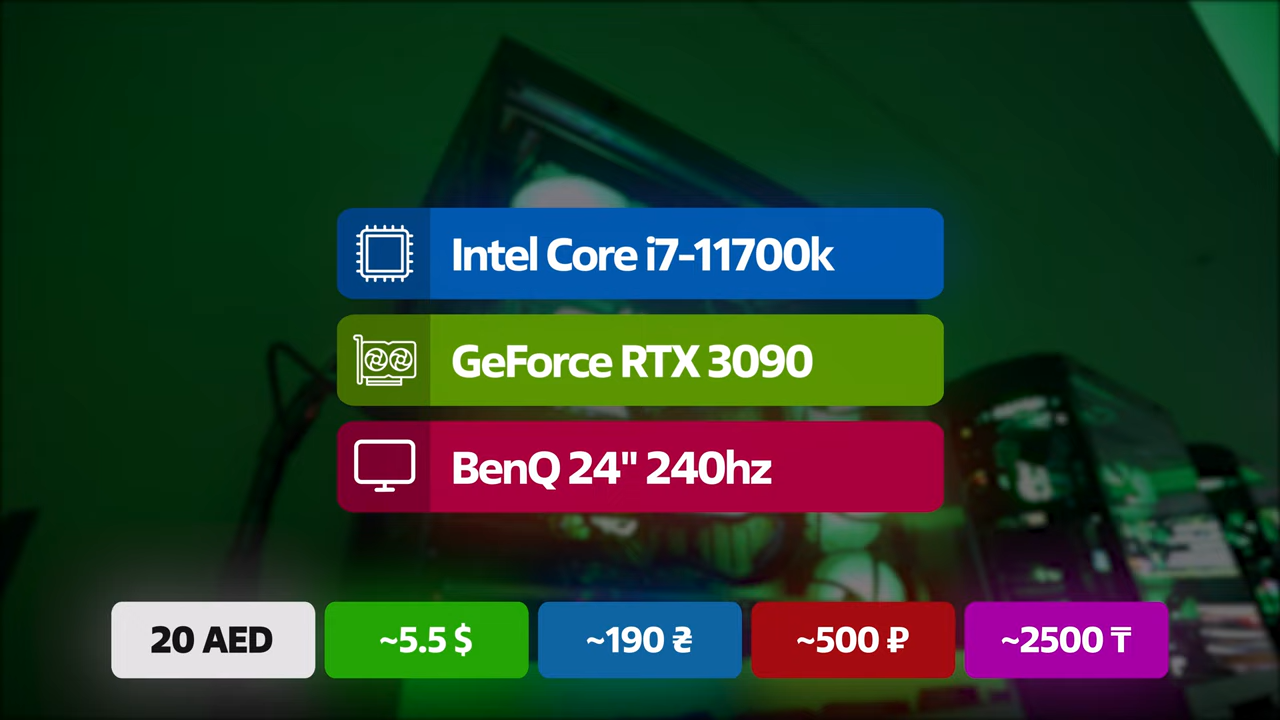 Intel Core i7-11700k
GeForce RTX 3090
BenQ 24" 240hz
20 AED
~5.5 $
~190 ₴
~500 ₽
~2500 ₸